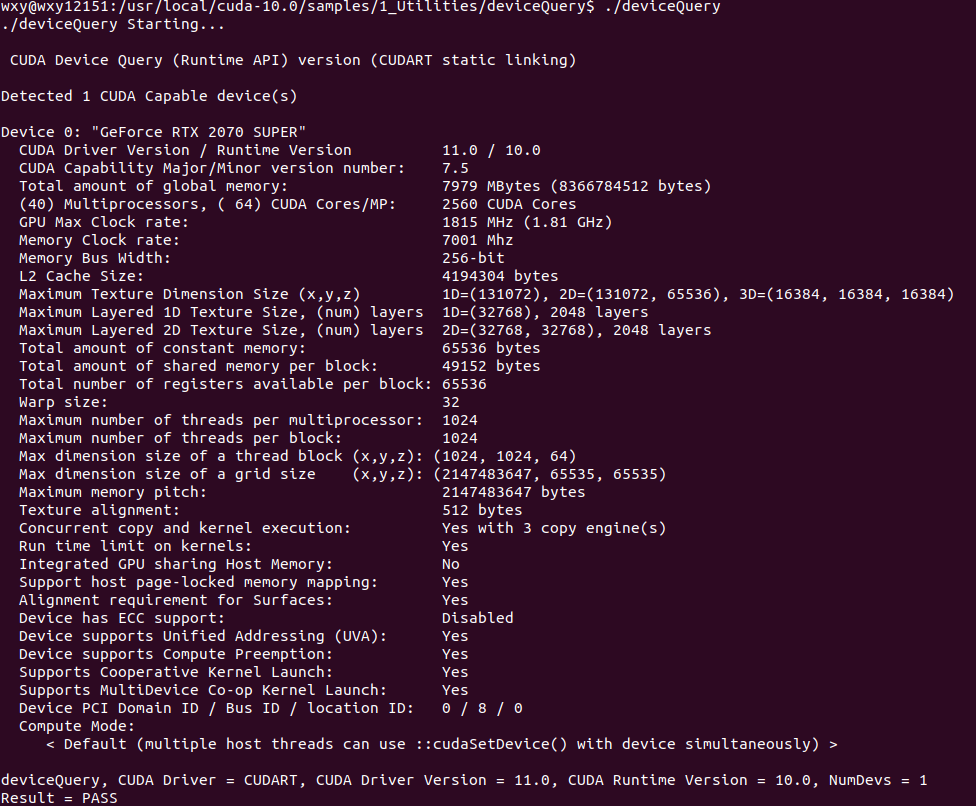 wxy@wxy12151:/usr/local/cuda-10.0/samples/1_Utilities/deviceQuery$ ./deviceQuery
./deviceQuery Starting...
 CUDA Device Query (Runtime API) version (CUDART static linking)
Detected 1 CUDA Capable device(s)
Device 0: "GeForce RTX 2070 SUPER"
  CUDA Driver Version / Runtime Version          11.0 / 10.0
  CUDA Capability Major/Minor version number:    7.5
  Total amount of global memory:                 7979 MBytes (8366784512 bytes)
  (40) Multiprocessors, ( 64) CUDA Cores/MP:     2560 CUDA Cores
  GPU Max Clock rate:                            1815 MHz (1.81 GHz)
  Memory Clock rate:                             7001 Mhz
  Memory Bus Width:                              256-bit
  L2 Cache Size:                                 4194304 bytes
  Maximum Texture Dimension Size (x,y,z)         1D=(131072), 2D=(131072, 65536), 3D=(16384, 16384, 16384)
  Maximum Layered 1D Texture Size, (num) layers  1D=(32768), 2048 layers
  Maximum Layered 2D Texture Size, (num) layers  2D=(32768, 32768), 2048 layers
  Total amount of constant memory:               65536 bytes
  Total amount of shared memory per block:       49152 bytes
  Total number of registers available per block: 65536
  Warp size:                                     32
  Maximum number of threads per multiprocessor:  1024
  Maximum number of threads per block:           1024
  Max dimension size of a thread block (x,y,z): (1024, 1024, 64)
  Max dimension size of a grid size    (x,y,z): (2147483647, 65535, 65535)
  Maximum memory pitch:                          2147483647 bytes
  Texture alignment:                             512 bytes
  Concurrent copy and kernel execution:          Yes with 3 copy engine(s)
  Run time limit on kernels:                     Yes
  Integrated GPU sharing Host Memory:            No
  Support host page-locked memory mapping:       Yes
  Alignment requirement for Surfaces:            Yes
  Device has ECC support:                        Disabled
  Device supports Unified Addressing (UVA):      Yes
  Device supports Compute Preemption:            Yes
  Supports Cooperative Kernel Launch:            Yes
  Supports MultiDevice Co-op Kernel Launch:      Yes
  Device PCI Domain ID / Bus ID / location ID:   0 / 8 / 0
  Compute Mode:
     < Default (multiple host threads can use ::cudaSetDevice() with device simultaneously) >
deviceQuery, CUDA Driver = CUDART, CUDA Driver Version = 11.0, CUDA Runtime Version = 10.0, NumDevs = 1
Result = PASS